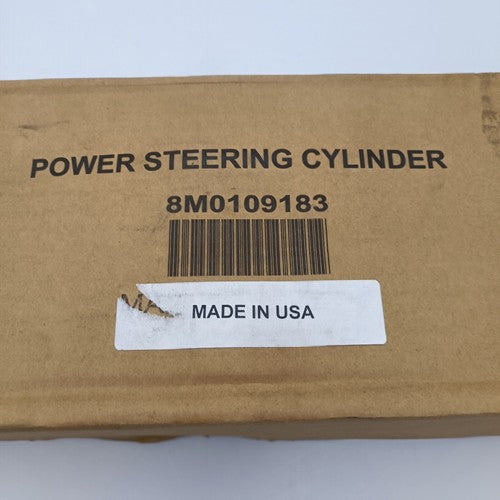 POWER STEERING CYLINDER
8M0109183
MADE IN USA